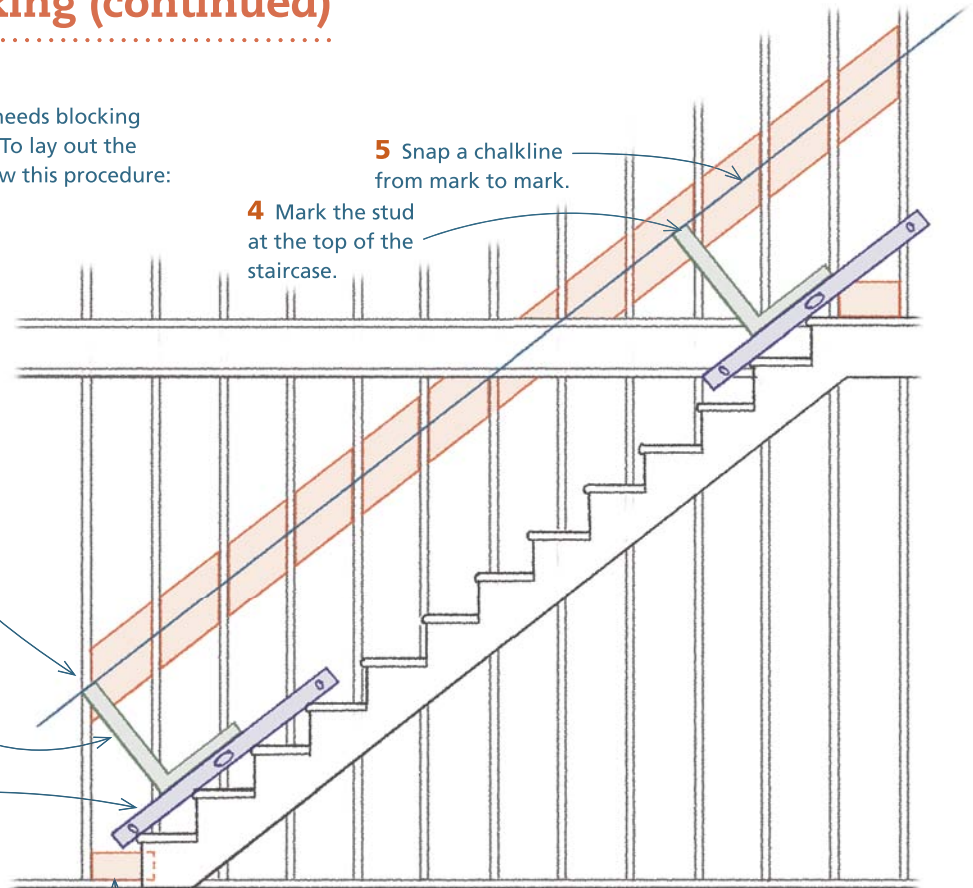 king (continued)
needs blocking
To lay out the
w this procedure:
5 Snap a chalkline
from mark to mark.
4 Mark the stud
at the top of the
staircase.